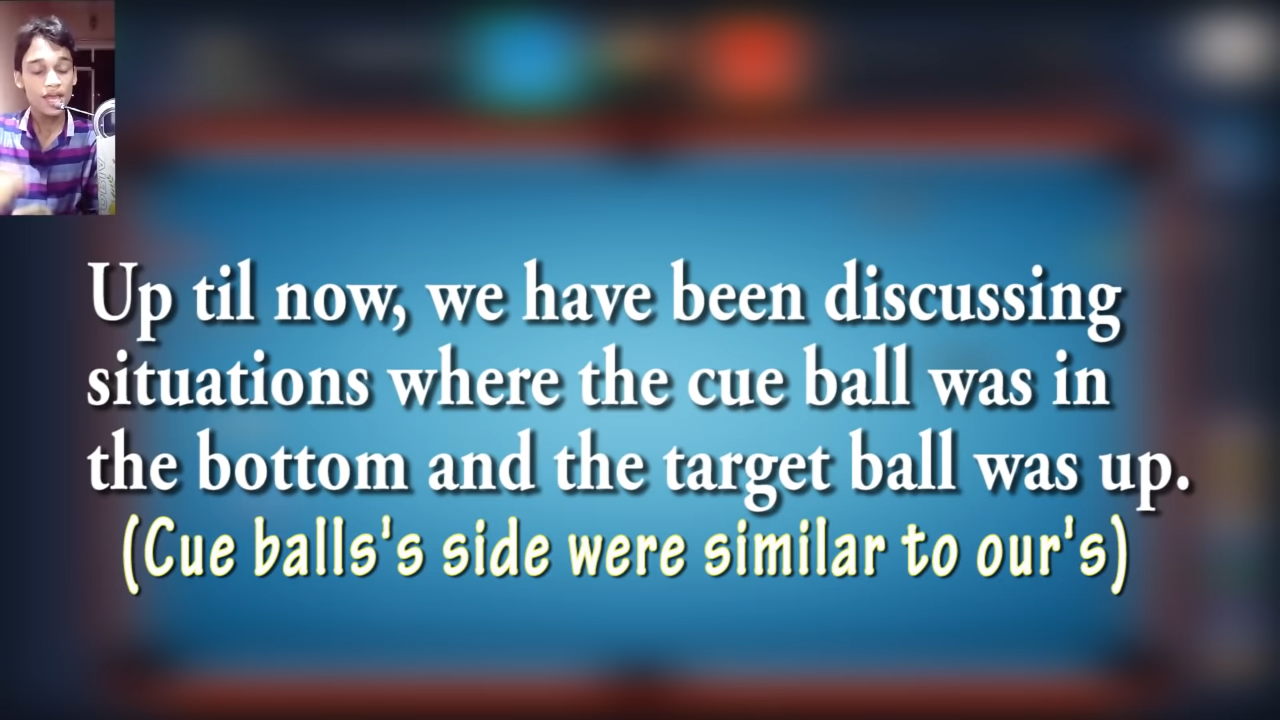 Up til now, we have been discussing
situations where the cue ball was in
the bottom and the target ball was up.
(Cue balls's side were similar to our's)